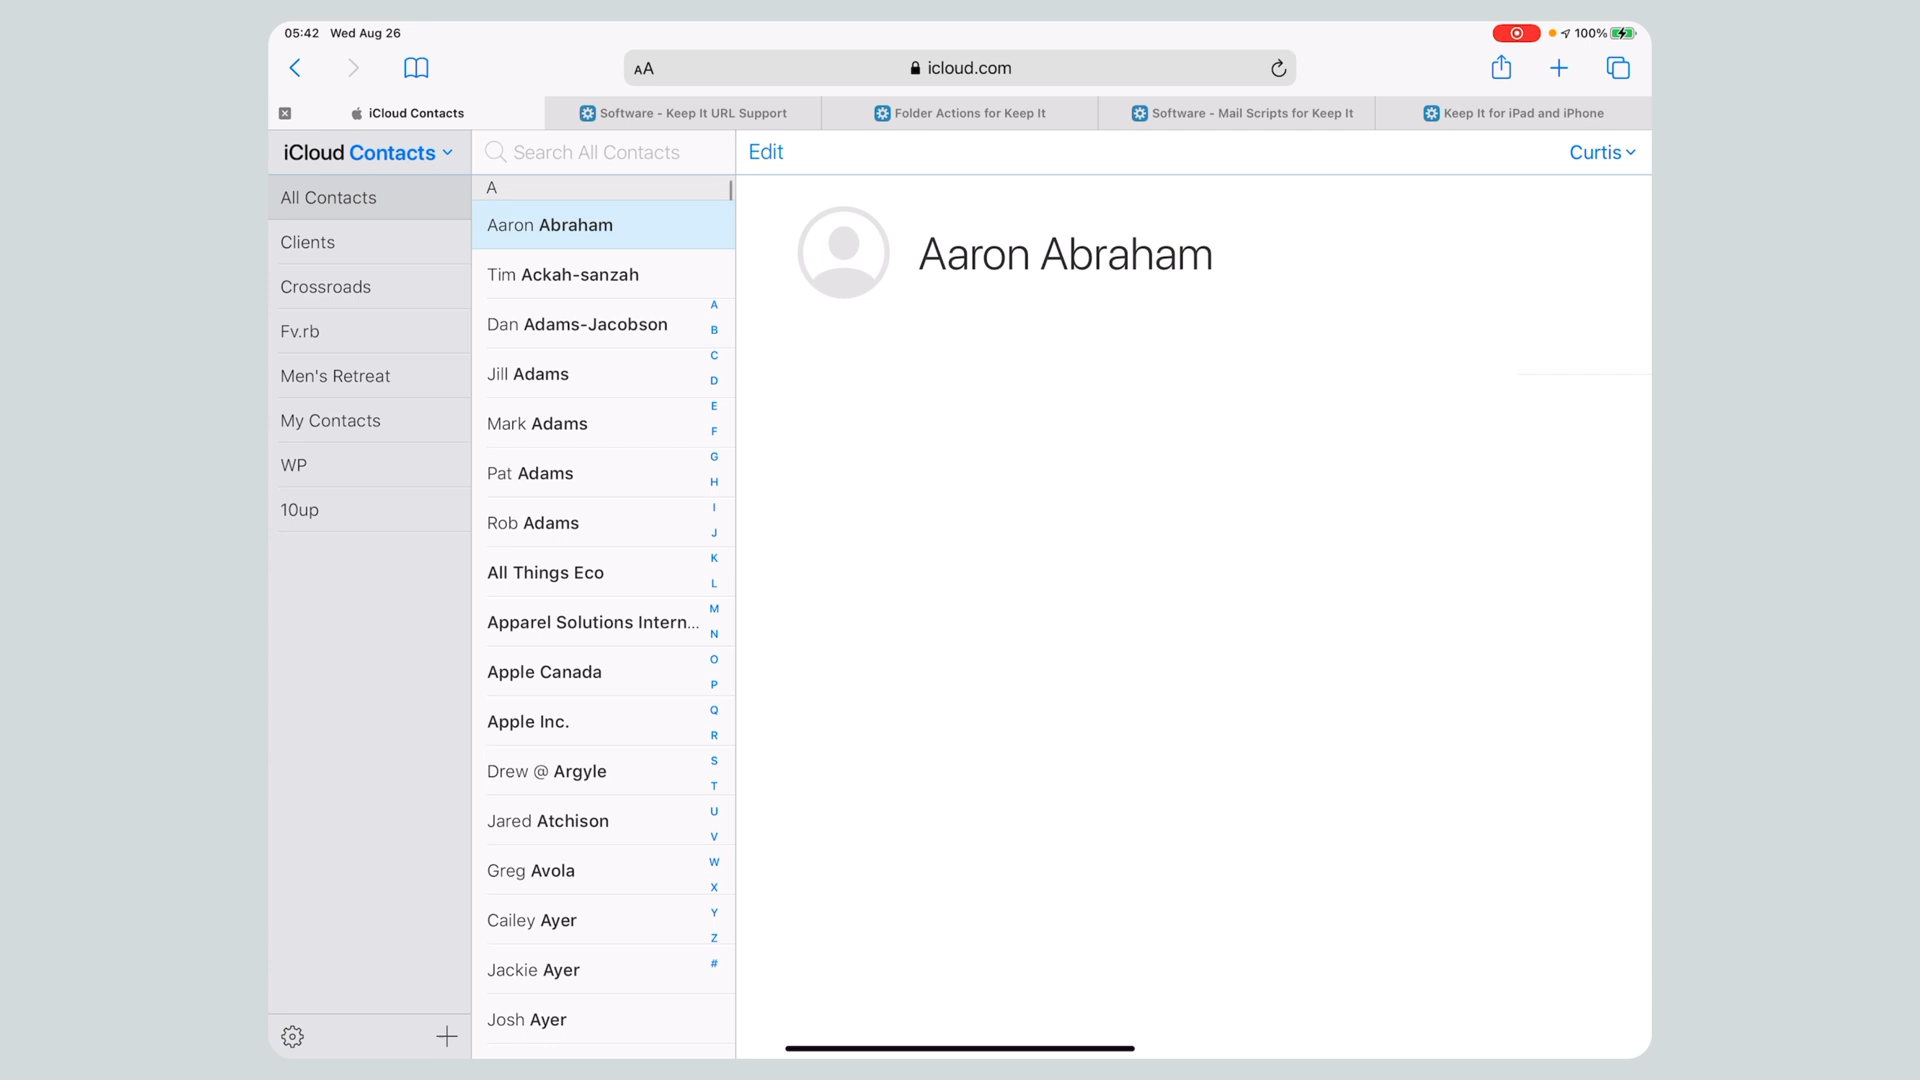 05:42 Wed Aug 26
100%
AA
icloud.com
iCloud Contacts
Software - Keep It URL Support
Folder Actions for Keep It
Software - Mail Scripts for Keep It
Keep It for iPad and iPhone
iCloud Contacts
Search All Contacts
Edit
Curtis
All Contacts
Clients
Crossroads
Fv.rb
Men's Retreat
My Contacts
WP
10up
A
Aaron Abraham
Tim Ackah-sanzah
Dan Adams-Jacobson
Jill Adams
Mark Adams
Pat Adams
Rob Adams
All Things Eco
Apparel Solutions Intern...
Apple Canada
Apple Inc.
Drew @ Argyle
Jared Atchison
Greg Avola
Cailey Ayer
Jackie Ayer
Josh Ayer
A
B
C
D
E
F
G
H
I
J
K
L
M
N
O
P
Q
R
S
T
U
V
W
X
Y
Z
#
Aaron Abraham